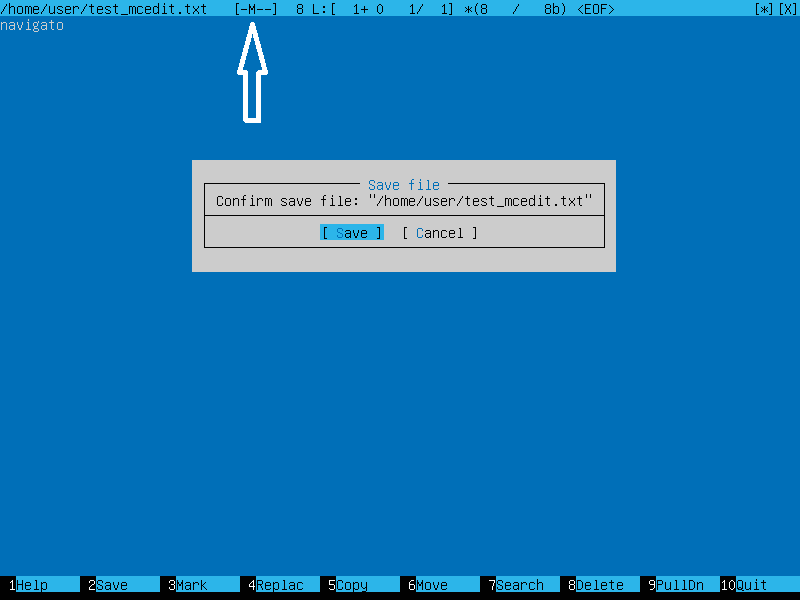 /home/user/test_mcedit.txt [-M--] 8 L:[ 1+ 0 1/ 1] *(8 / 8b) <EOF> [*][X]
navigato
Save file
Confirm save file: "/home/user/test_mcedit.txt"
[ Save ] [ Cancel ]
1Help 2Save 3Mark 4Replac 5Copy 6Move 7Search 8Delete 9PullDn 10Quit